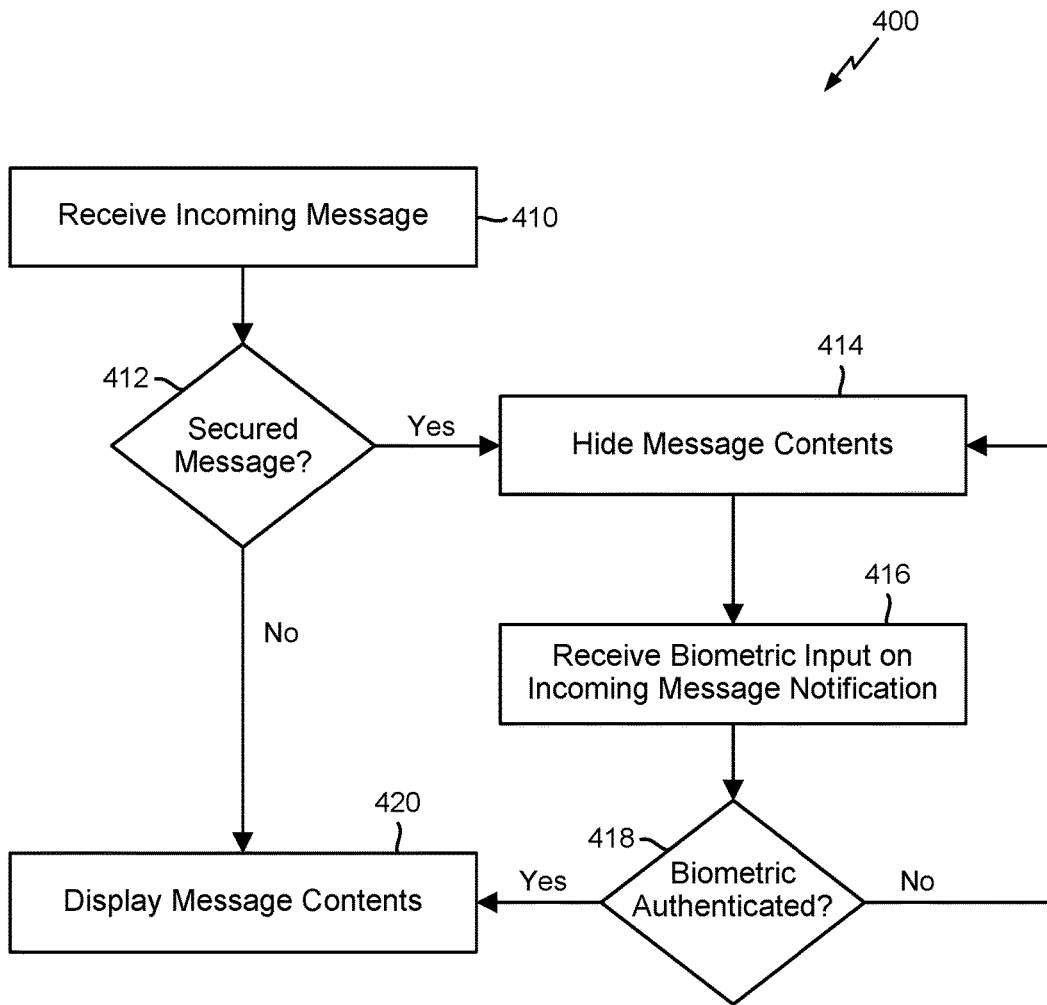 400
Receive Incoming Message
410
412
Secured
Message?
Yes
No
414
Hide Message Contents
416
Receive Biometric Input on
Incoming Message Notification
418
Biometric
Authenticated?
Yes
No
420
Display Message Contents